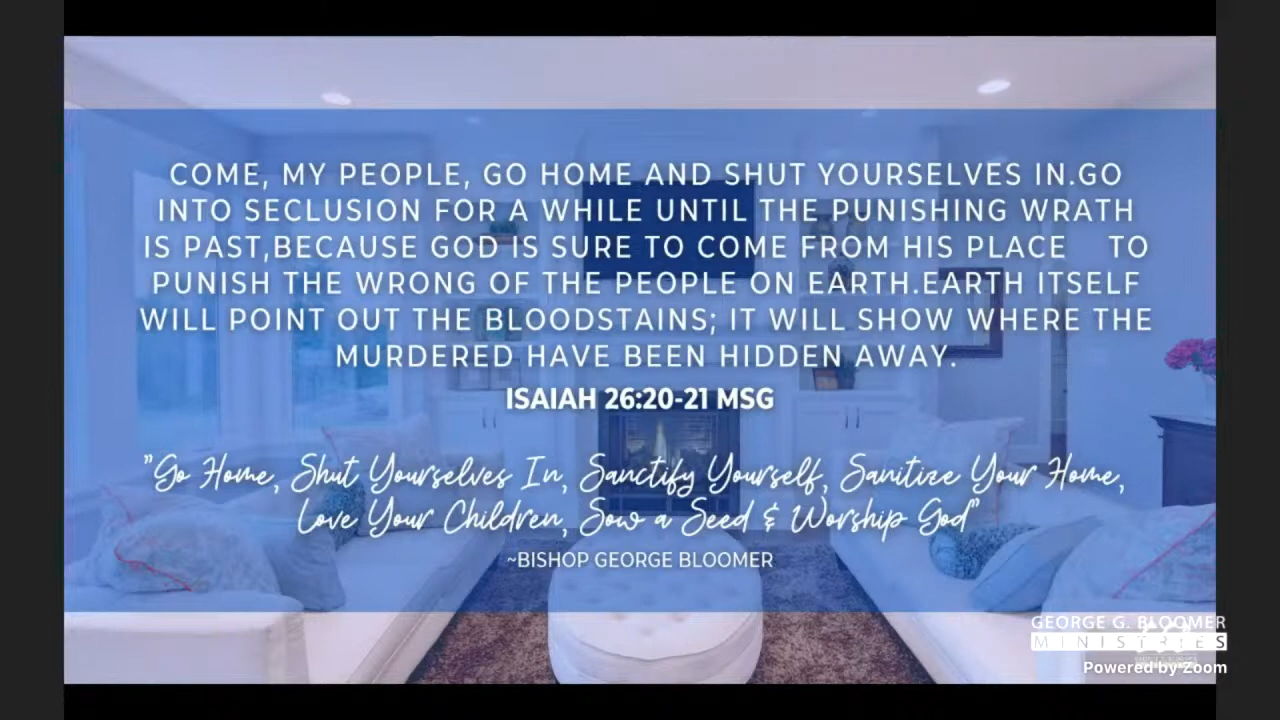 COME, MY PEOPLE, GO HOME AND SHUT YOURSELVES IN.GO
INTO SECLUSION FOR A WHILE UNTIL THE PUNISHING WRATH
IS PAST,BECAUSE GOD IS SURE TO COME FROM HIS PLACE TO
PUNISH THE WRONG OF THE PEOPLE ON EARTH.EARTH ITSELF
WILL POINT OUT THE BLOODSTAINS; IT WILL SHOW WHERE THE
MURDERED HAVE BEEN HIDDEN AWAY.
ISAIAH 26:20-21 MSG
"Go Home, Shut Yourselves In, Sanctify Yourself, Sanitize Your Home,
Love Your Children, Sow a Seed & Worship God"
~BISHOP GEORGE BLOOMER
GEORGE G. BLOOMER
MINISTRIES
Powered by Zoom